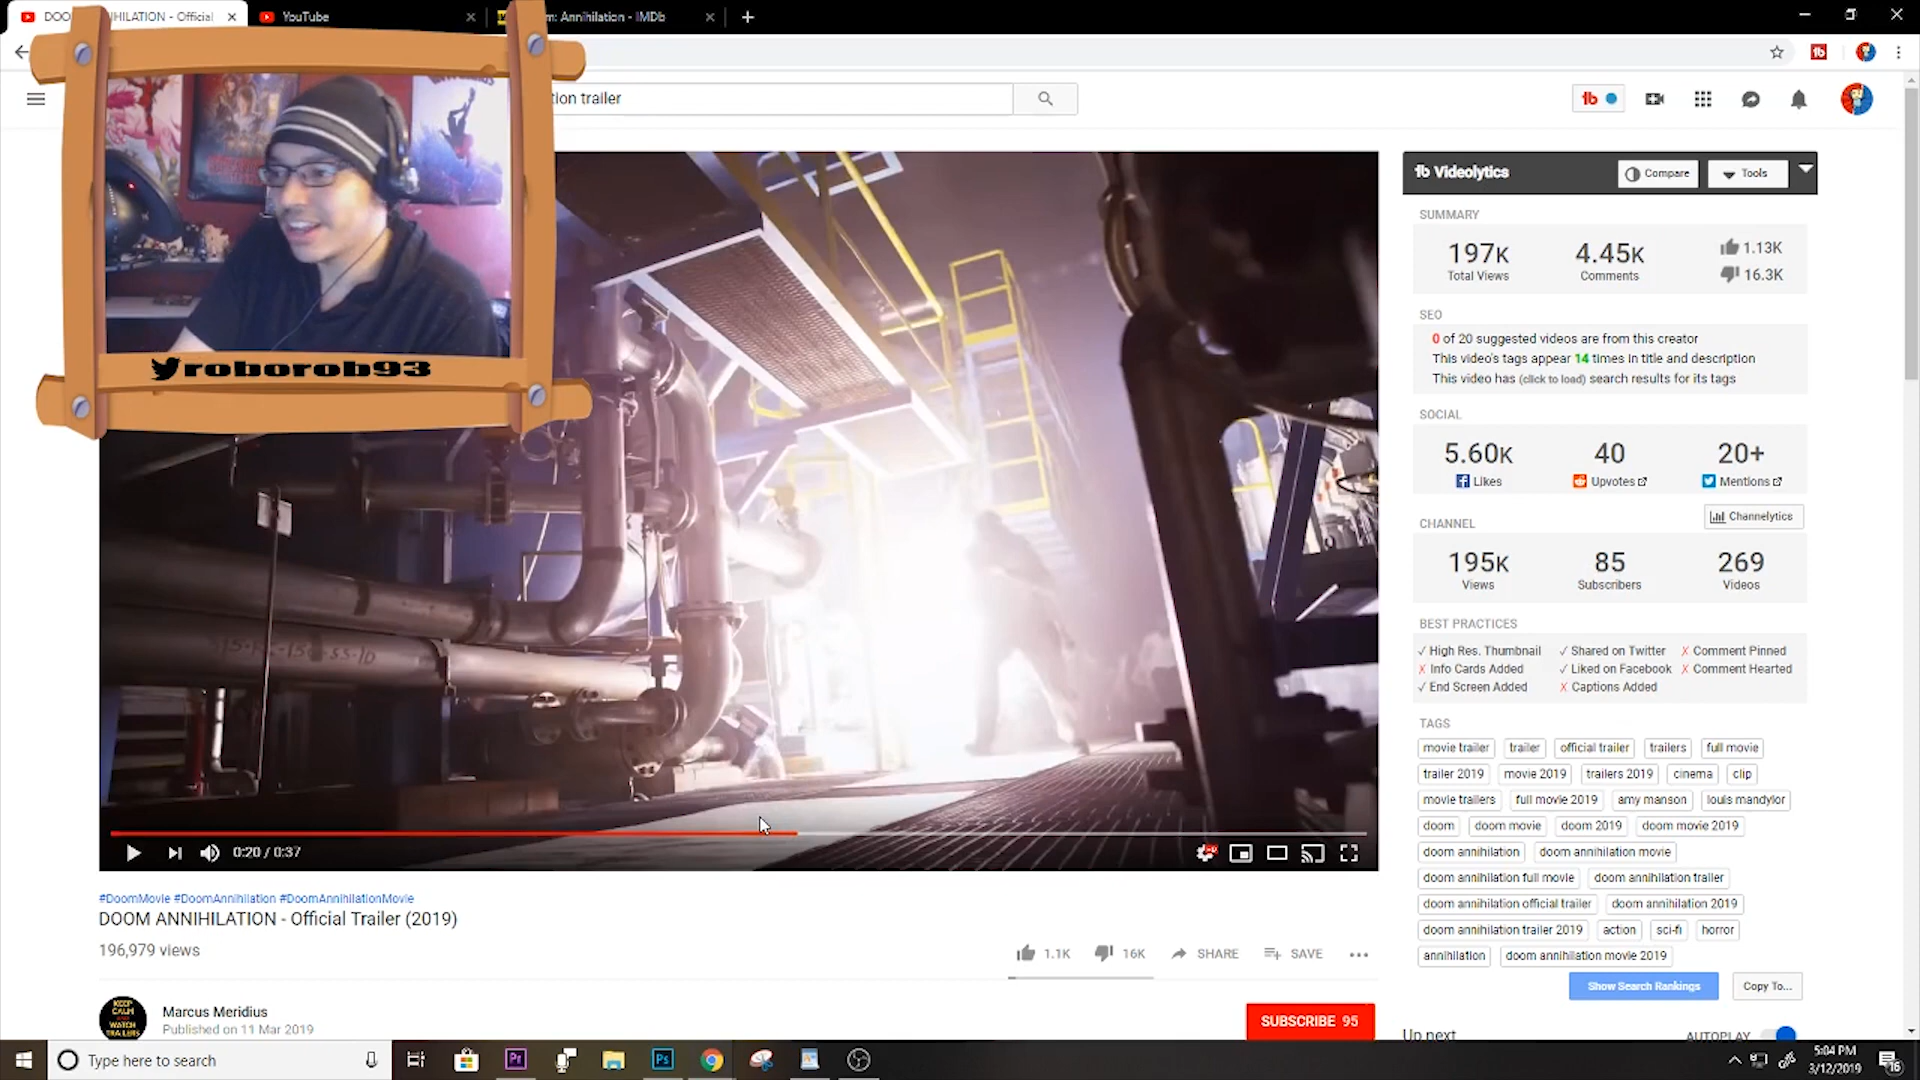 DOO
IHILATION - Official
YouTube
m: Annihilation - IMDb
tion trailer
roborob93
Videolytics
Compare
Tools
SUMMARY
197K
Total Views
4.45K
Comments
1.13K
16.3K
SEO
0 of 20 suggested videos are from this creator
This video's tags appear 14 times in title and description
This video has (click to load) search results for its tags
SOCIAL
5.60K
Likes
40
Upvotes
20+
Mentions
CHANNEL
Channelytics
195K
Views
85
Subscribers
269
Videos
BEST PRACTICES
✓ High Res. Thumbnail ✓ Shared on Twitter ✗ Comment Pinned
✗ Info Cards Added ✓ Liked on Facebook ✗ Comment Hearted
✓ End Screen Added ✗ Captions Added
TAGS
movie trailer trailer official trailer trailers full movie
trailer 2019 movie 2019 trailers 2019 cinema clip
movie trailers full movie 2019 amy manson louis mandylor
doom doom movie doom 2019 doom movie 2019
doom annihilation doom annihilation movie
doom annihilation full movie doom annihilation trailer
doom annihilation official trailer doom annihilation 2019
doom annihilation trailer 2019 action sci-fi horror
annihilation doom annihilation movie 2019
Show Search Rankings Copy To...
0:20 / 0:37
#DoomMovie #DoomAnnihilation #DoomAnnihilationMovie
DOOM ANNIHILATION - Official Trailer (2019)
196,979 views
1.1K 16K SHARE SAVE
KEEP
CALM
AND
WATCH
TRAILERS
Marcus Meridius
Published on 11 Mar 2019
SUBSCRIBE 95
Up next
AUTOPLAY
Type here to search
Pr
Ps
5:04 PM
3/12/2019
16